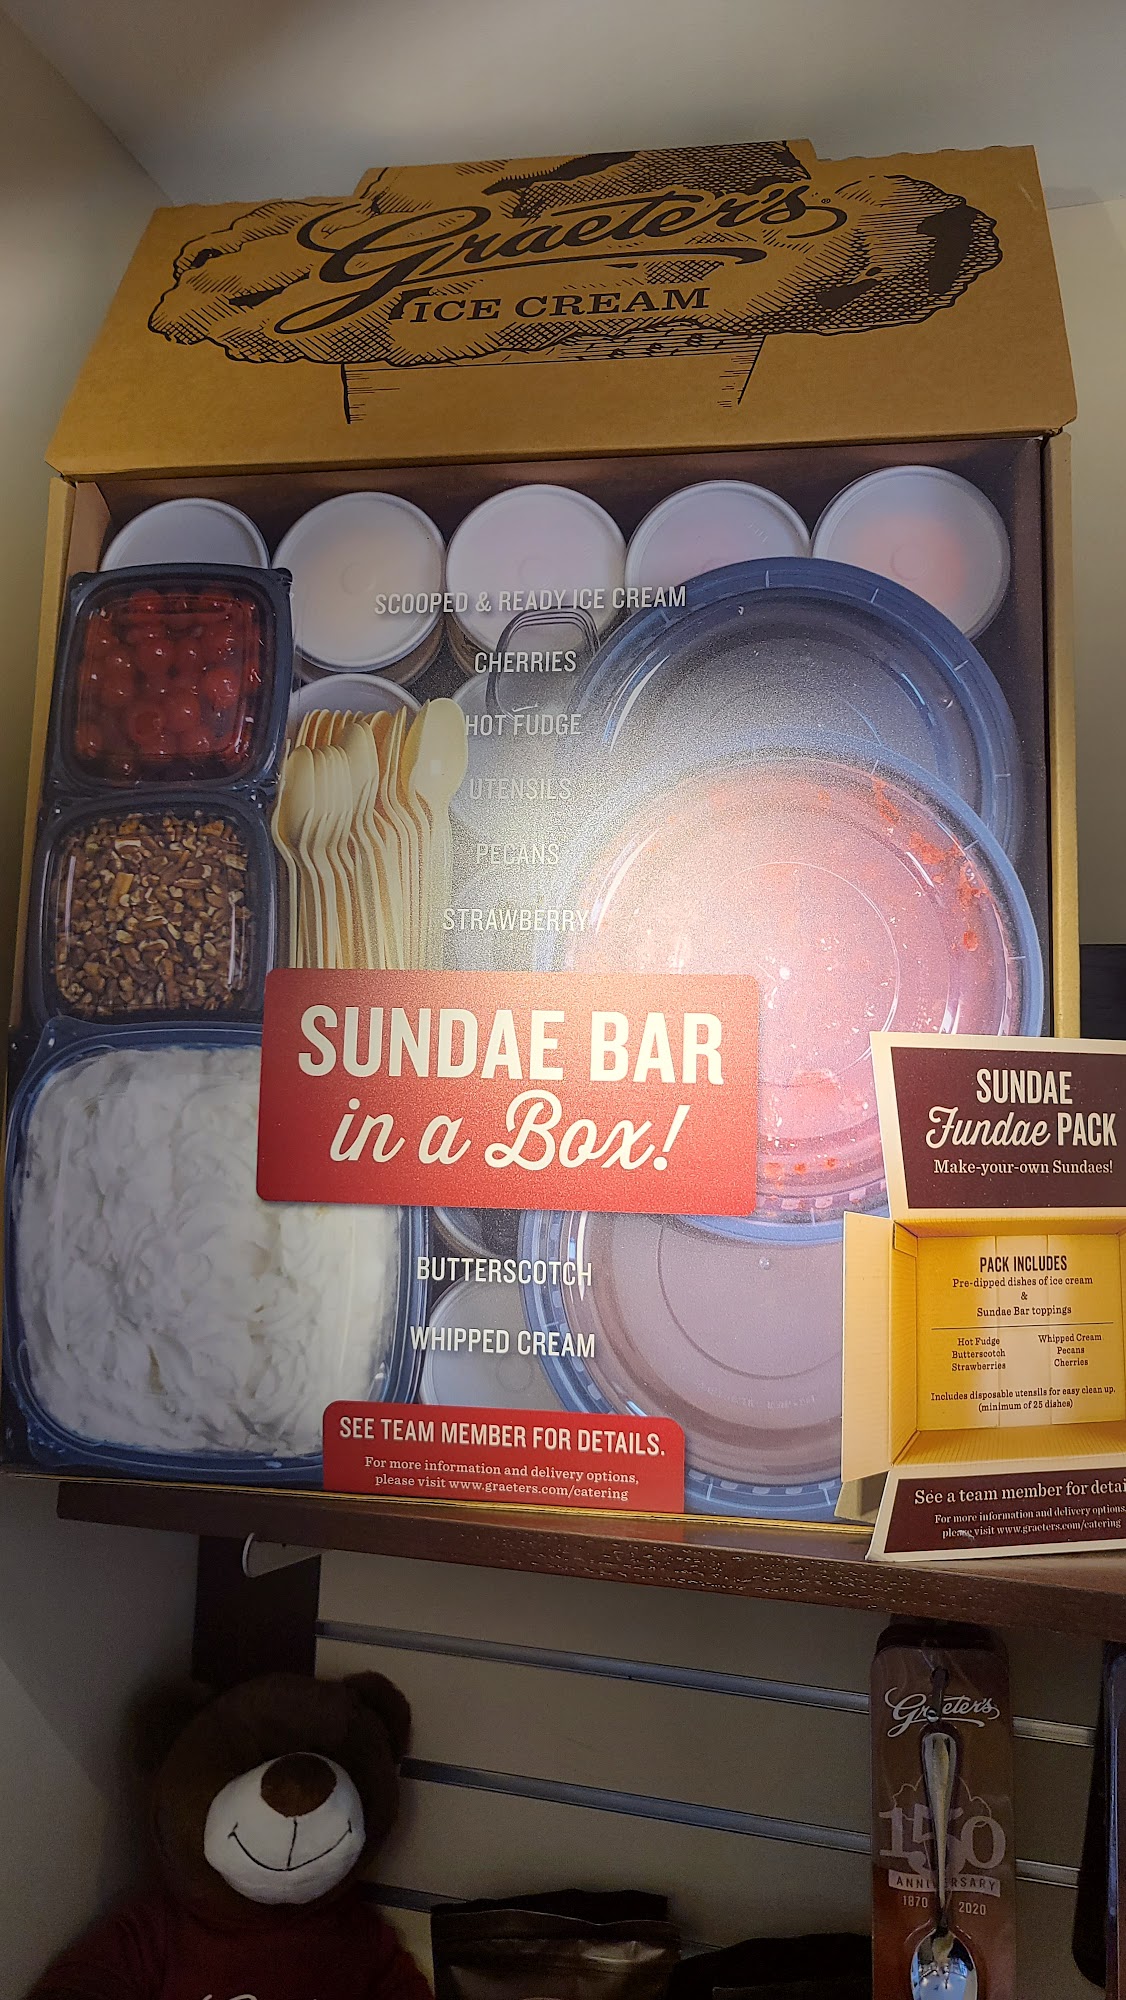 Graeter's®
ICE CREAM
SCOOPED & READY ICE CREAM
CHERRIES
HOT FUDGE
UTENSILS
PECANS
STRAWBERRY
SUNDAE BAR
in a Box!
BUTTERSCOTCH
WHIPPED CREAM
SEE TEAM MEMBER FOR DETAILS.
For more information and delivery options,
please visit www.graeters.com/catering
SUNDAE
Fundae PACK
Make-your-own Sundaes!
PACK INCLUDES
Pre-dipped dishes of ice cream
&
Sundae Bar toppings
Hot Fudge
Butterscotch
Strawberries
Whipped Cream
Pecans
Cherries
Includes disposable utensils for easy clean up.
(minimum of 25 dishes)
See a team member for detai
For more information and delivery options,
please visit www.graeters.com/catering
Graeter's
150
ANNIVERSARY
1870 2020